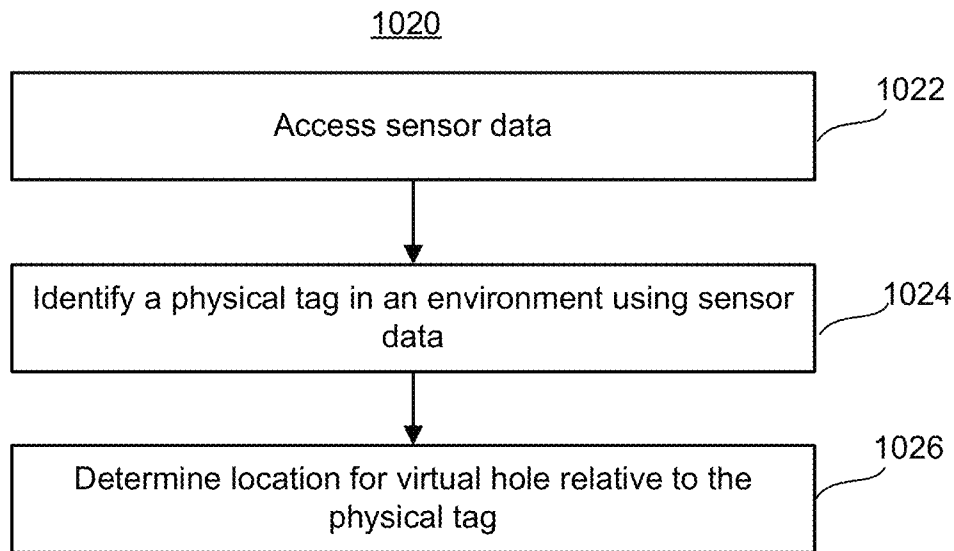 1020
Access sensor data
1022
Identify a physical tag in an environment using sensor
data
1024
Determine location for virtual hole relative to the
physical tag
1026